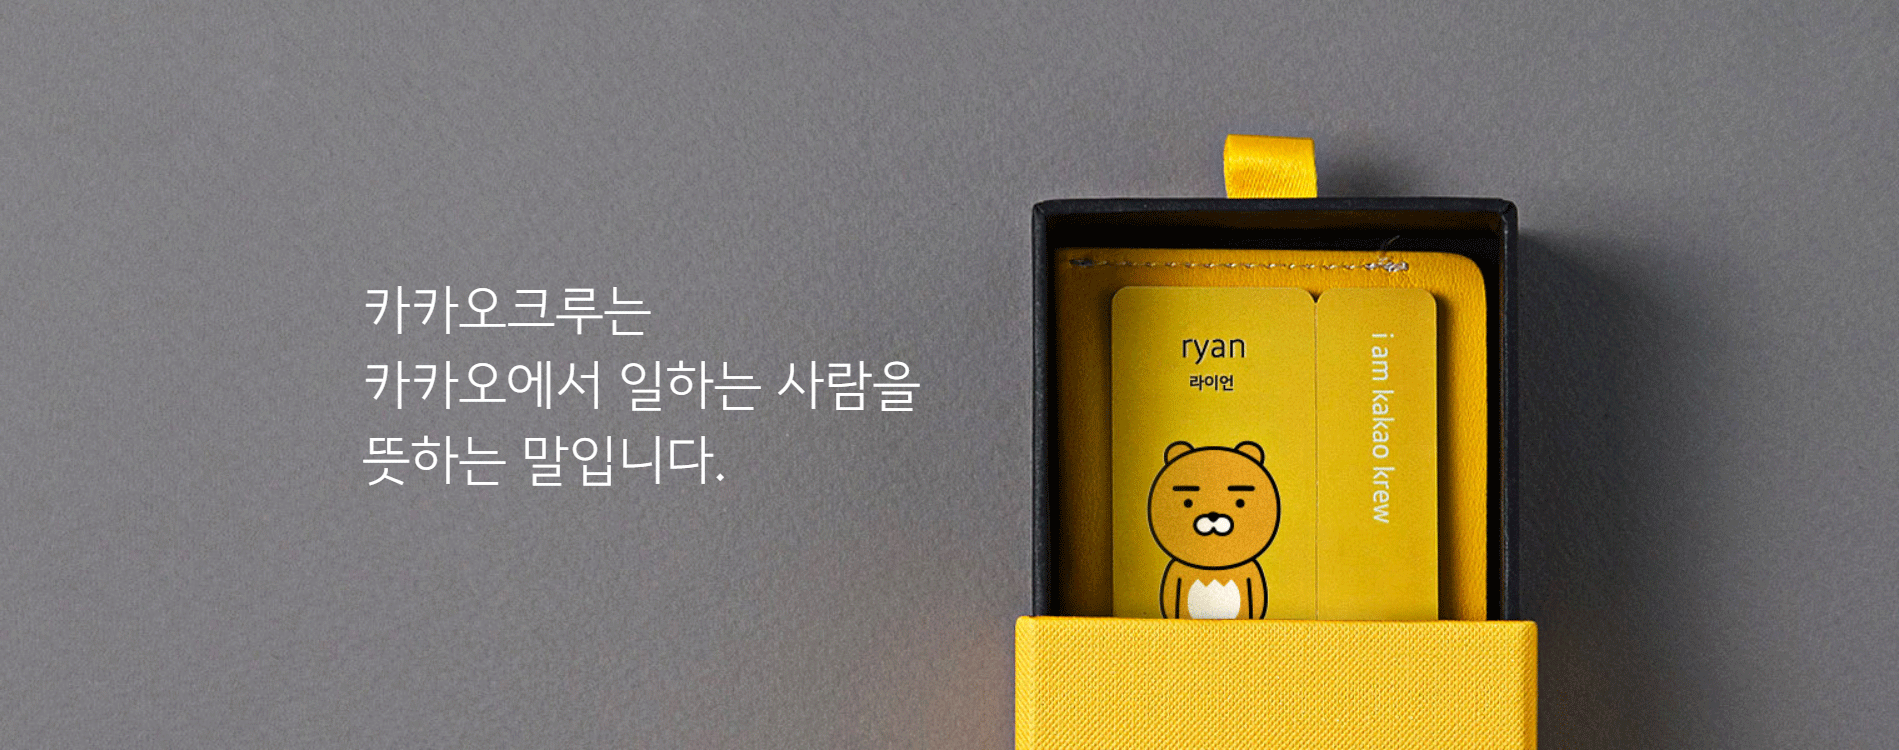 카카오크루는
카카오에서 일하는 사람을
뜻하는 말입니다.
ryan
라이언
i am kakao krew